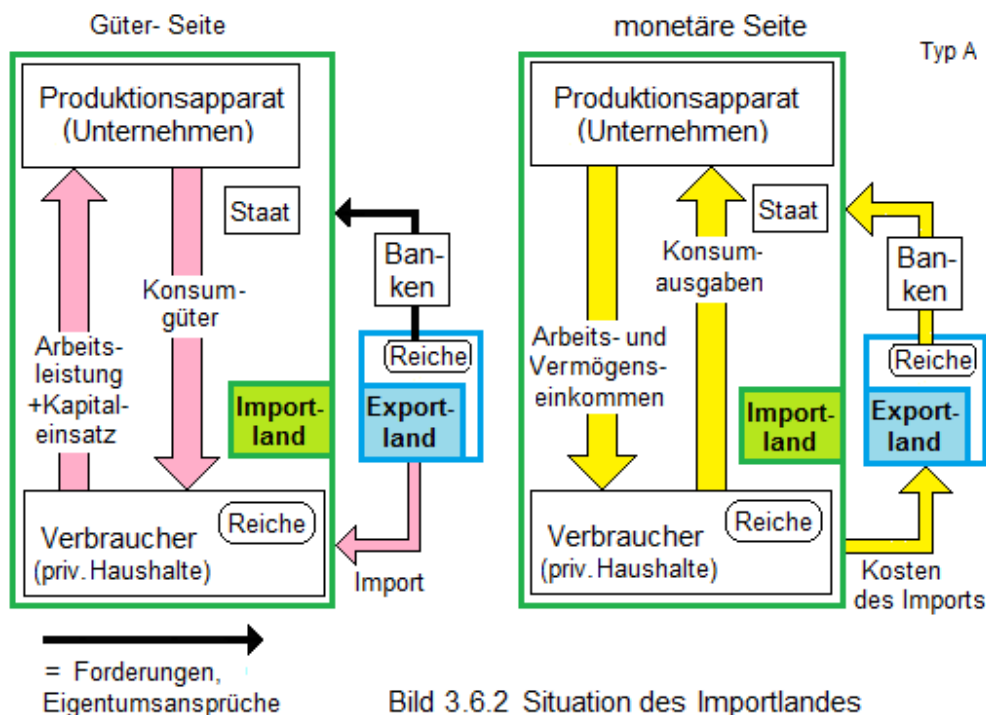 Güter- Seite
Produktionsapparat
(Unternehmen)
Staat
Ban-
ken
Konsum-
güter
Arbeits-
leistung
+Kapital-
einsatz
Reiche
Import-
land
Export-
land
Verbraucher
(priv. Haushalte)
Reiche
Import
= Forderungen,
Eigentumsansprüche
monetäre Seite
Typ A
Produktionsapparat
(Unternehmen)
Staat
Konsum-
ausgaben
Ban-
ken
Arbeits- und
Vermögens-
einkommen
Reiche
Import-
land
Export-
land
Verbraucher
(priv. Haushalte)
Reiche
Kosten
des Imports
Bild 3.6.2 Situation des Importlandes